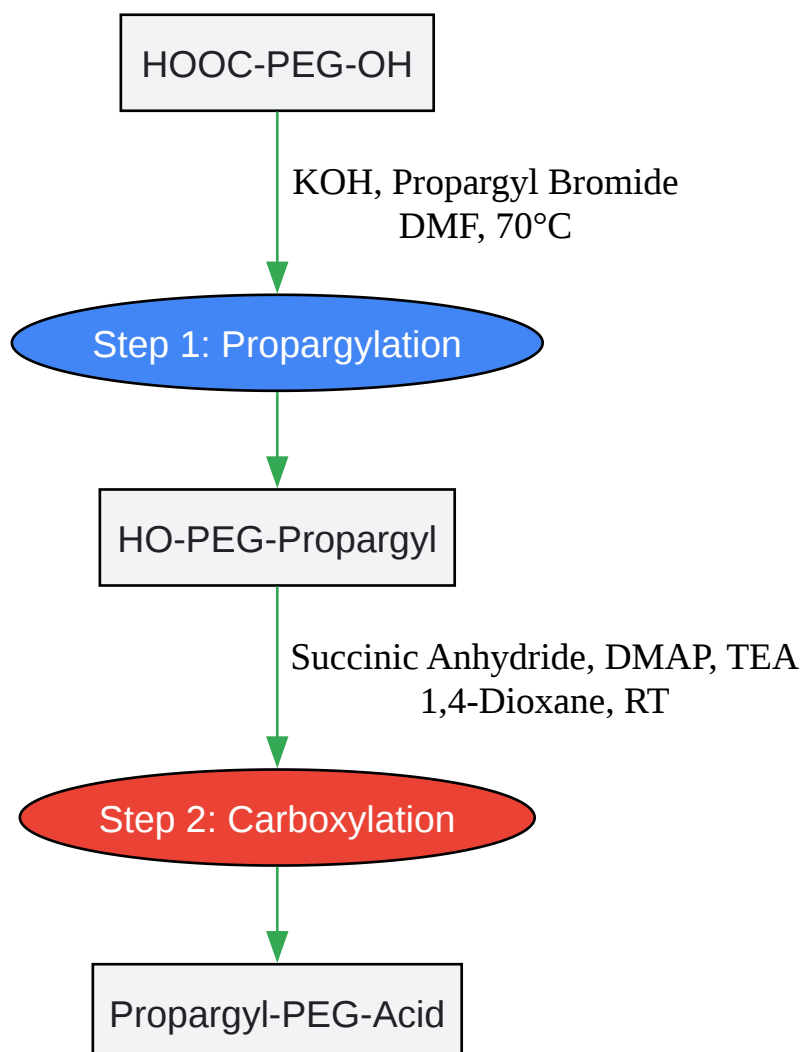 HOOC-PEG-OH
KOH, Propargyl Bromide
DMF, 70°C
Step 1: Propargylation
HO-PEG-Propargyl
Succinic Anhydride, DMAP, TEA
1,4-Dioxane, RT
Step 2: Carboxylation
Propargyl-PEG-Acid